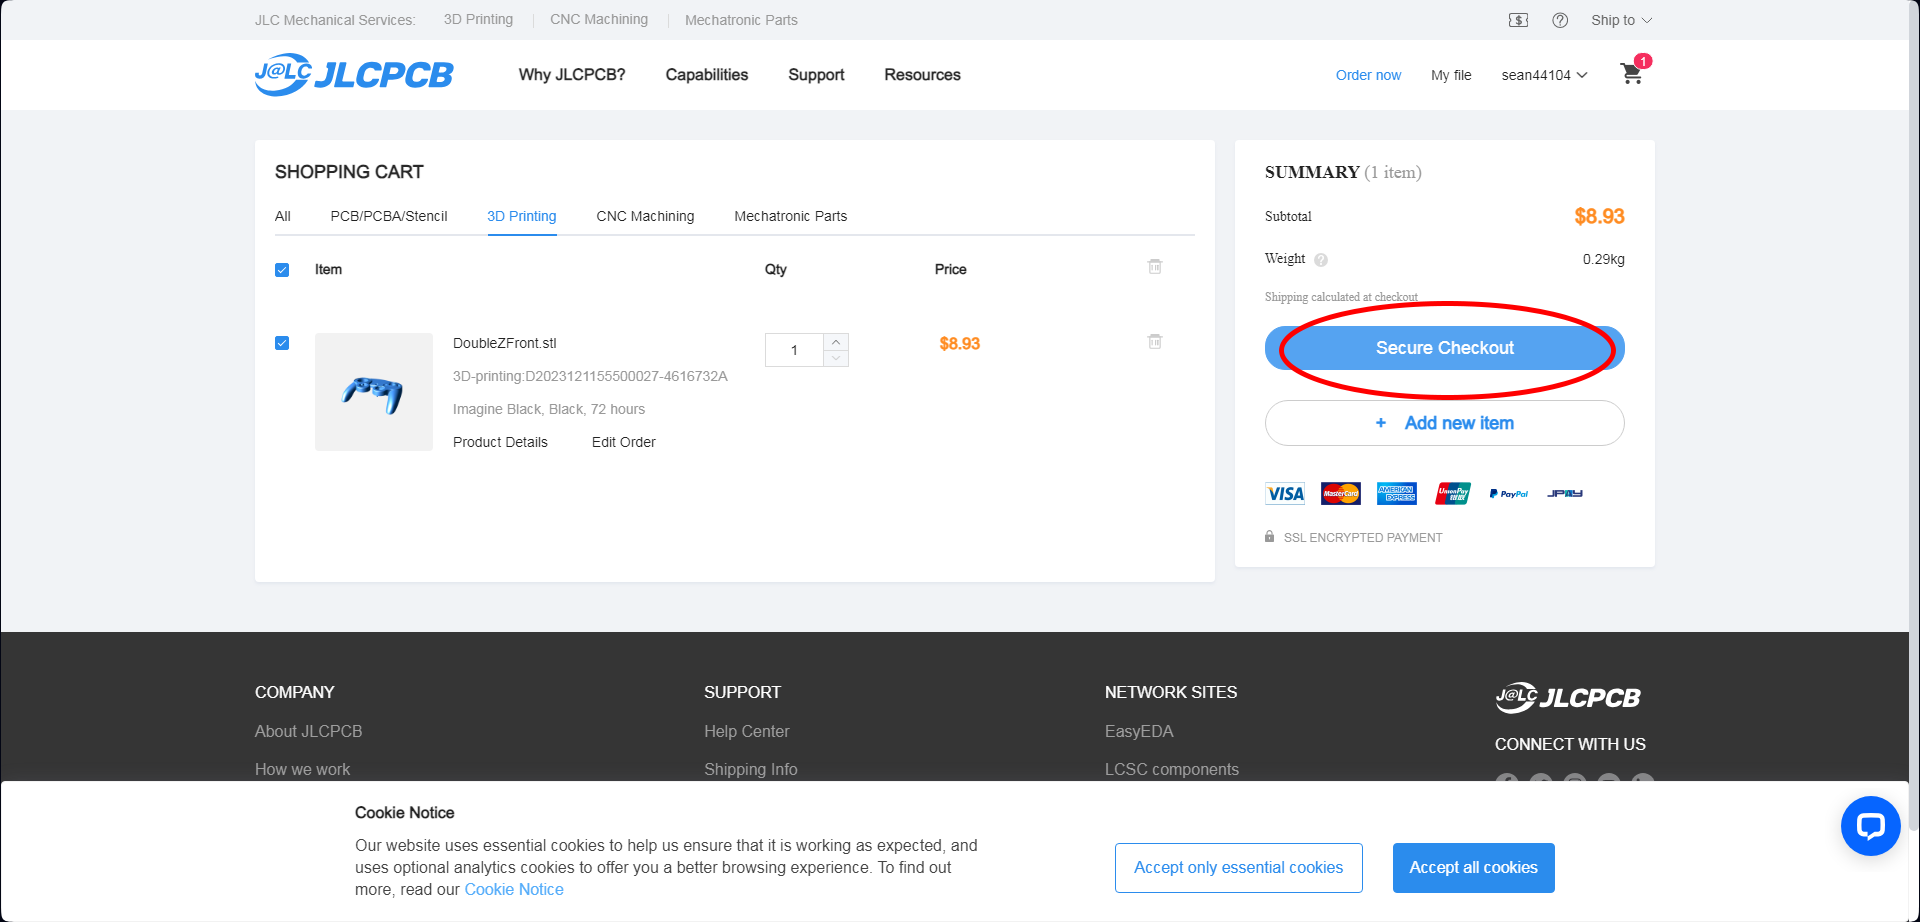 JLC Mechanical Services: 3D Printing CNC Machining Mechatronic Parts $ ? Ship to
J@LC JLCPCB Why JLCPCB? Capabilities Support Resources Order now My file sean44104 1
SHOPPING CART
All PCB/PCBA/Stencil 3D Printing CNC Machining Mechatronic Parts
Item Qty Price
DoubleZFront.stl 1 $8.93
3D-printing:D2023121155500027-4616732A
Imagine Black, Black, 72 hours
Product Details Edit Order
SUMMARY (1 item)
Subtotal $8.93
Weight ? 0.29kg
Shipping calculated at checkout
Secure Checkout
+ Add new item
VISA MasterCard AMERICAN EXPRESS UnionPay 银联 PayPal JPAY
SSL ENCRYPTED PAYMENT
COMPANY SUPPORT NETWORK SITES J@LC JLCPCB
About JLCPCB Help Center EasyEDA CONNECT WITH US
How we work Shipping Info LCSC components
Cookie Notice
Our website uses essential cookies to help us ensure that it is working as expected, and
uses optional analytics cookies to offer you a better browsing experience. To find out
more, read our Cookie Notice
Accept only essential cookies Accept all cookies